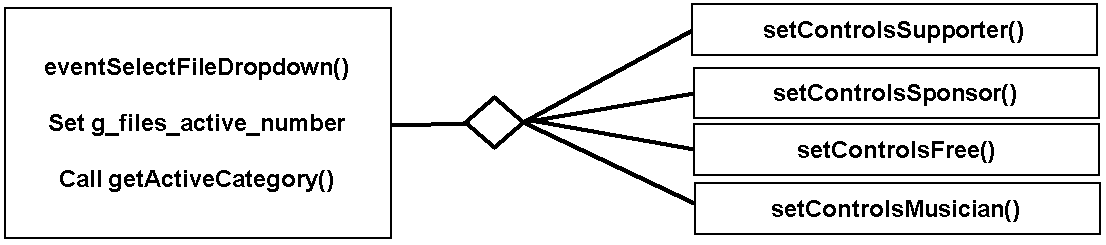 eventSelectFileDropdown()
Set g_files_active_number
Call getActiveCategory()
setControlsSupporter()
setControlsSponsor()
setControlsFree()
setControlsMusician()